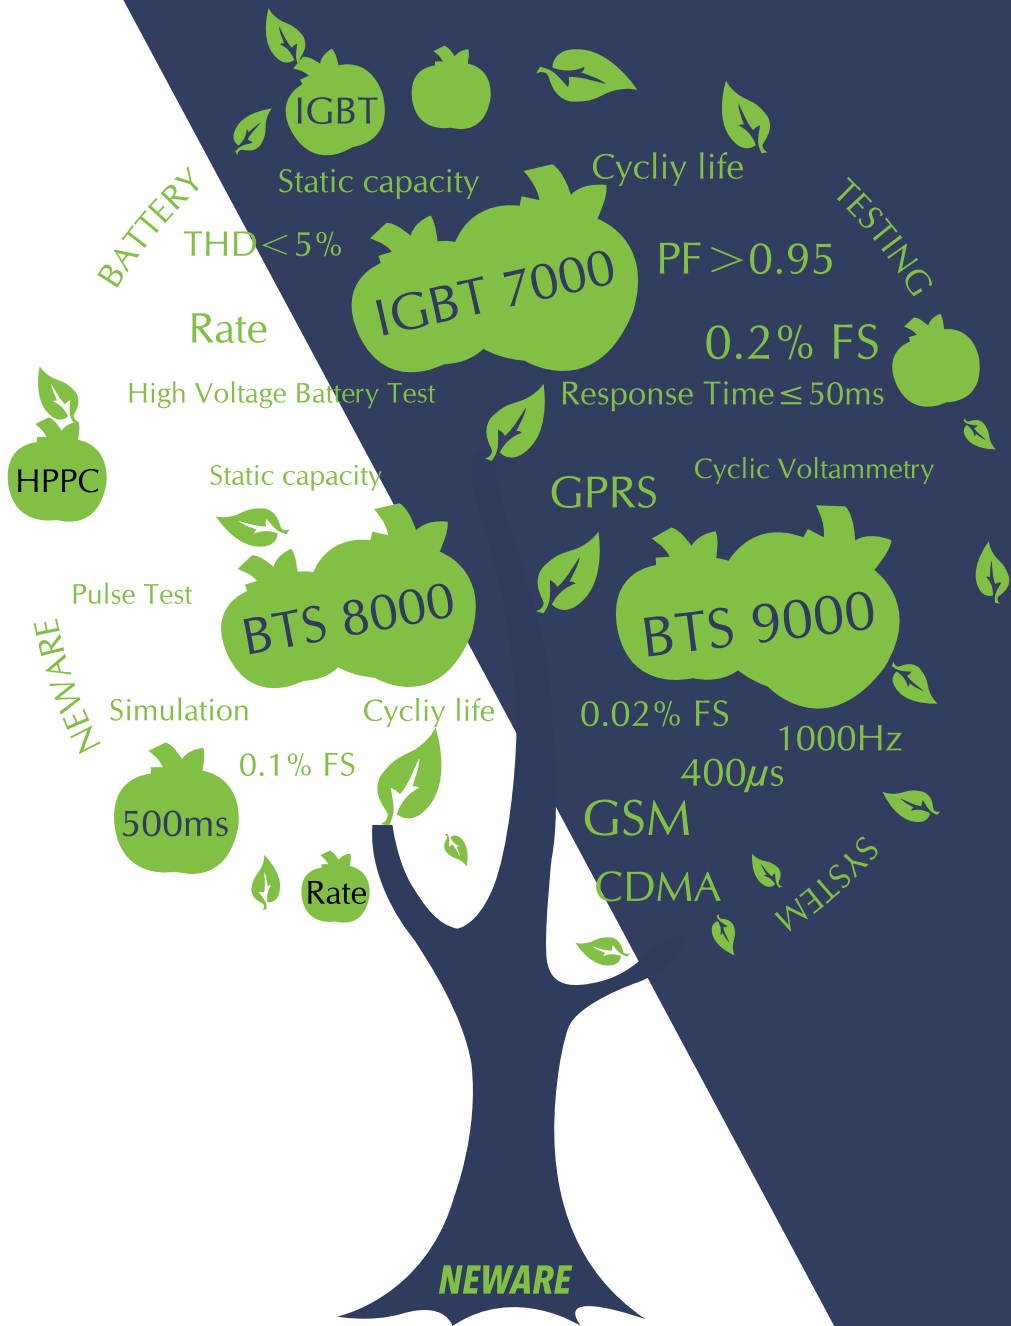 IGBT
Static capacity
Cycliy life
BATTERY
TESTING
THD<5%
IGBT 7000
PF>0.95
Rate
0.2% FS
High Voltage Battery Test
Response Time≤50ms
HPPC
Static capacity
GPRS
Cyclic Voltammetry
Pulse Test
BTS 8000
BTS 9000
NEWARE
Simulation
Cycliy life
0.02% FS
1000Hz
0.1% FS
400μs
500ms
GSM
Rate
CDMA
SYSTEM
NEWARE